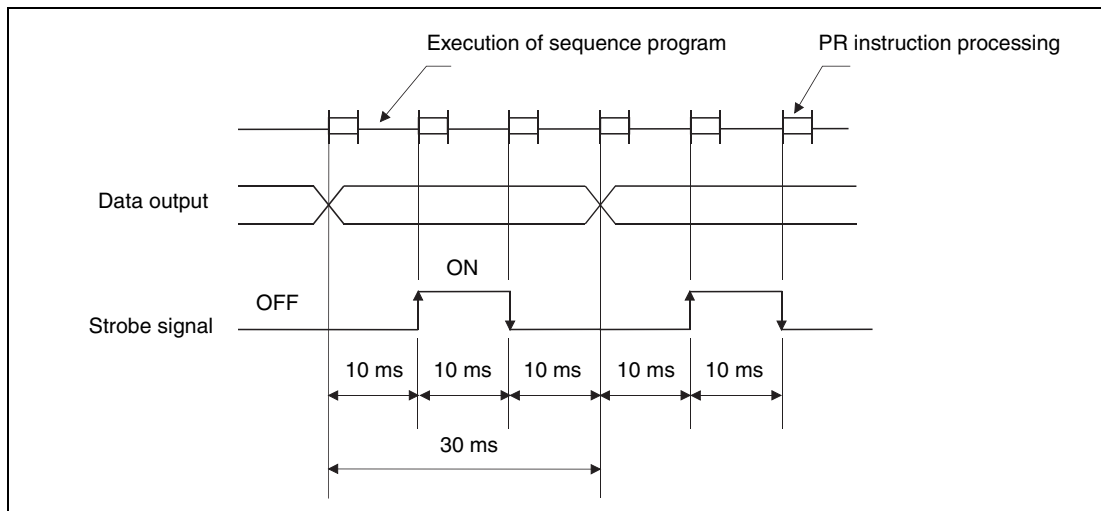 Execution of sequence program
PR instruction processing
Data output
ON
OFF
Strobe signal
10 ms
10 ms
10 ms
10 ms
10 ms
30 ms